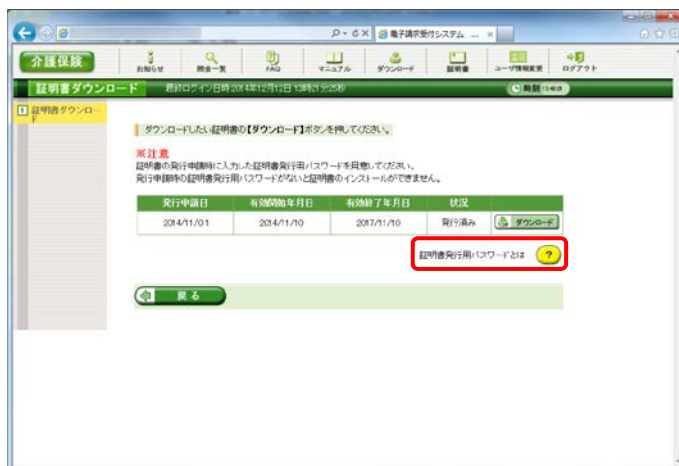 電子請求受付システム ...
介護保険
お知らせ 照会一覧 FAQ マニュアル ダウンロード 証明書 ユーザ情報変更 ログアウト
証明書ダウンロード 最終ログイン日時:2014年12月12日 13時21分25秒 時刻
1 証明書ダウンロード
ダウンロードしたい証明書の【ダウンロード】ボタンを押してください。
※注意
証明書の発行申請時に入力した証明書発行用パスワードを用意してください。
発行申請時の証明書発行用パスワードがないと証明書のインストールができません。
発行申請日 有効開始年月日 有効終了年月日 状況
2014/11/01 2014/11/10 2017/11/10 発行済み ダウンロード
証明書発行用パスワードとは ?
戻る